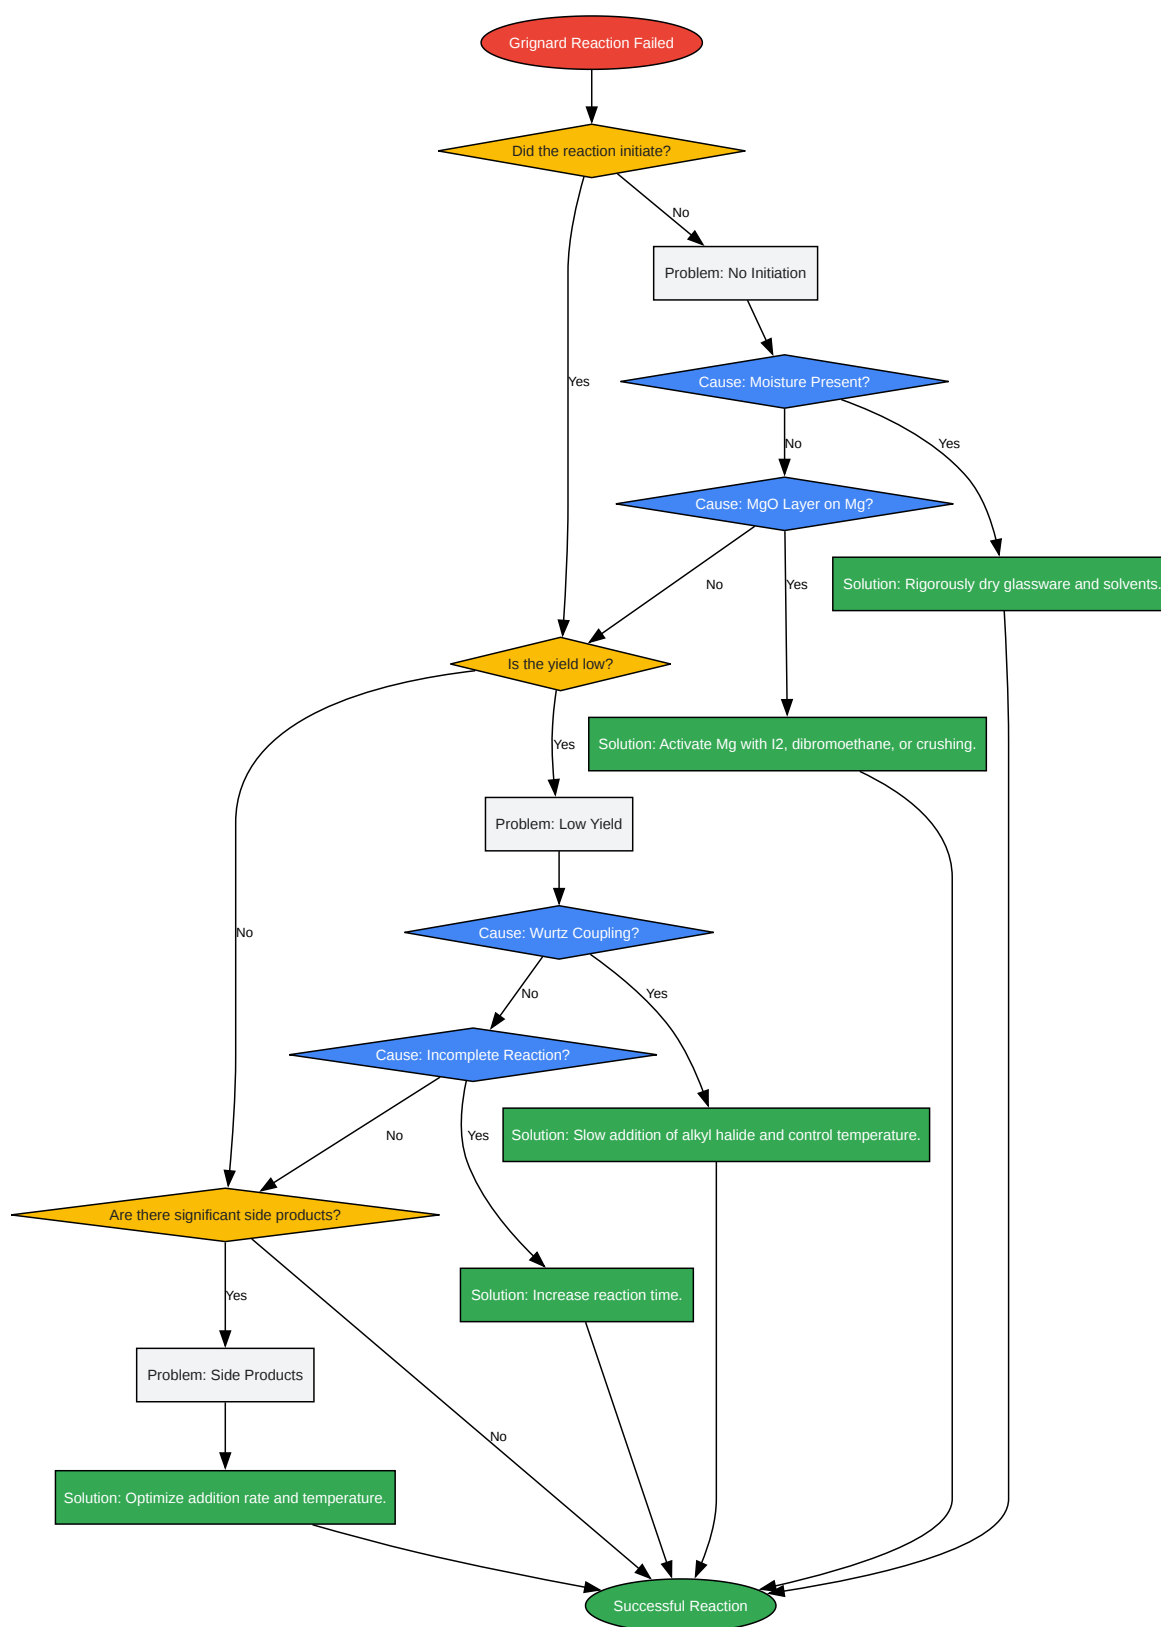 Grignard Reaction Failed
Did the reaction initiate?
No
Problem: No Initiation
Yes
Cause: Moisture Present?
No
Yes
Cause: MgO Layer on Mg?
No
Yes
Solution: Rigorously dry glassware and solvents.
Is the yield low?
Yes
Solution: Activate Mg with I2, dibromoethane, or crushing.
Problem: Low Yield
No
Cause: Wurtz Coupling?
No
Yes
Cause: Incomplete Reaction?
No
Yes
Solution: Slow addition of alkyl halide and control temperature.
Are there significant side products?
Yes
Solution: Increase reaction time.
Problem: Side Products
No
Solution: Optimize addition rate and temperature.
Successful Reaction